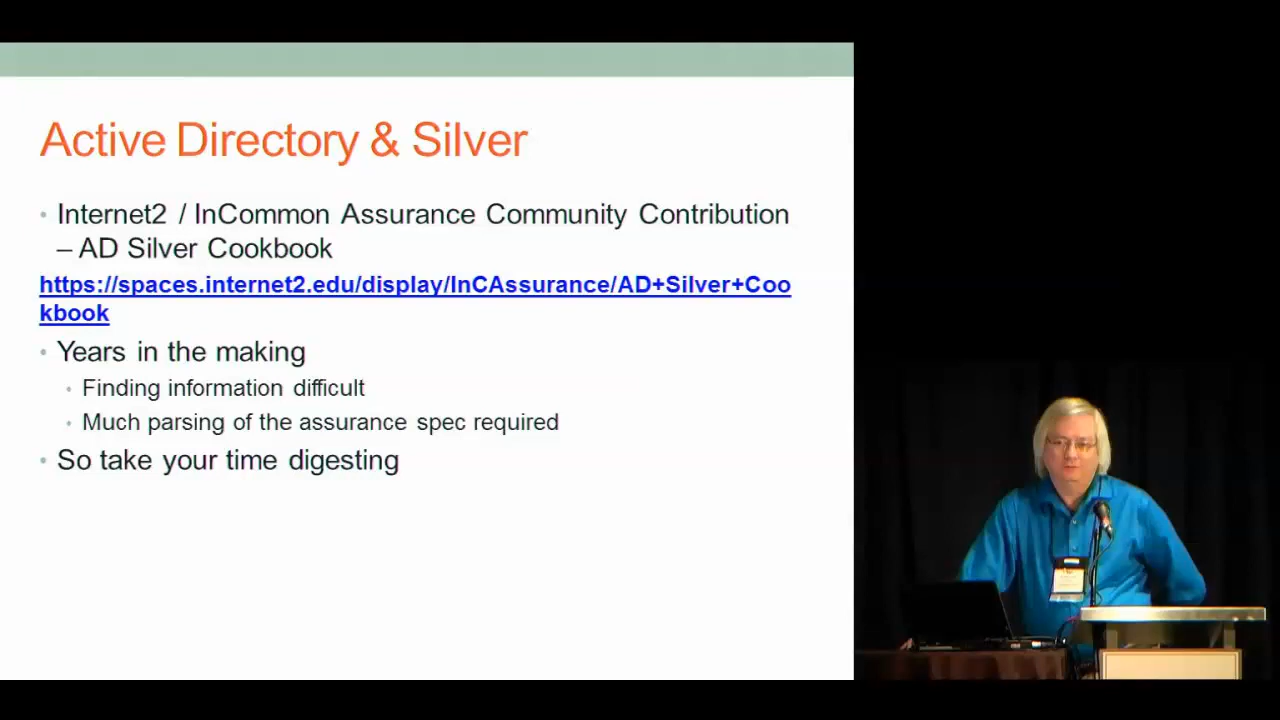 Active Directory & Silver
• Internet2 / InCommon Assurance Community Contribution
– AD Silver Cookbook
https://spaces.internet2.edu/display/InCAssurance/AD+Silver+Coo
kbook
• Years in the making
• Finding information difficult
• Much parsing of the assurance spec required
• So take your time digesting